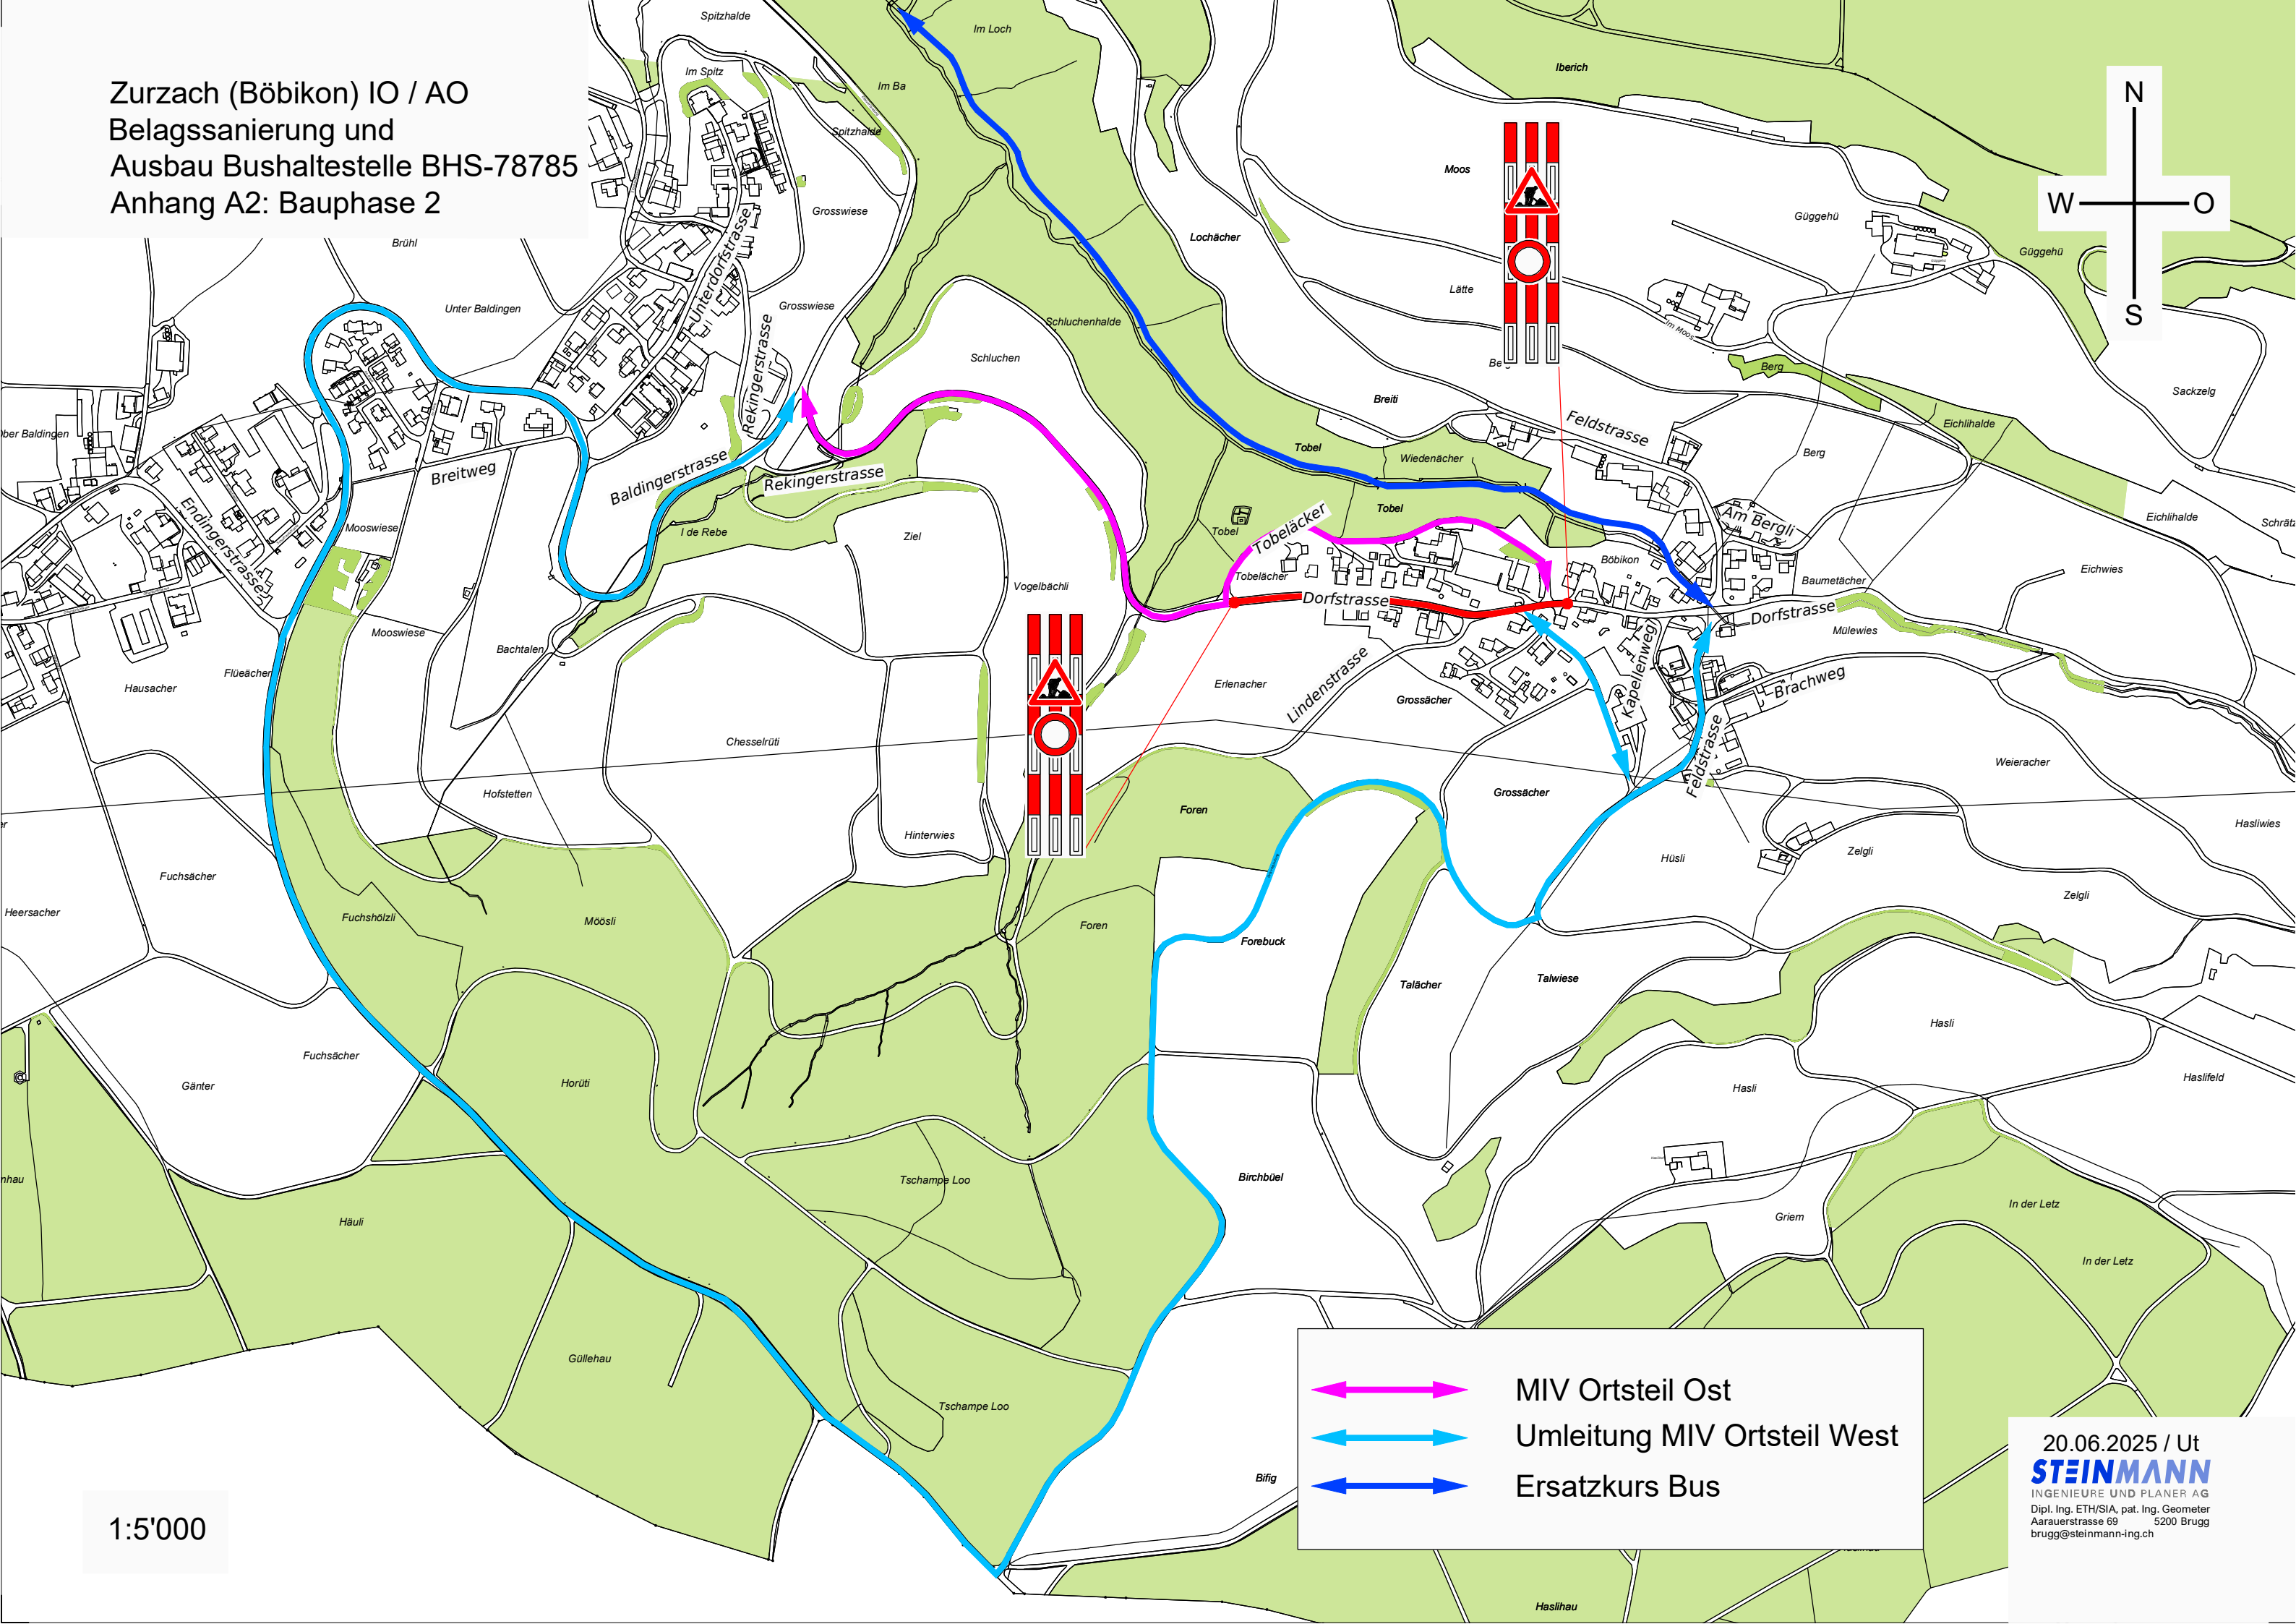 Zurzach (Böbikon) IO / AO
Belagssanierung und
Ausbau Bushaltestelle BHS-78785
Anhang A2: Bauphase 2
Spitzhalde
Im Loch
Iberich
Im Spitz
Im Ba
Spitzhalde
N
W
O
S
Moos
Grosswiese
Güggehü
Lochächer
Brühl
Güggehü
Unterdorfstrasse
Lätte
Unter Baldingen
Grosswiese
Schluchenhalde
Im Moos
Rekingerstrasse
Schluchen
Berg
Sackzelg
Breiti
Feldstrasse
Eichlihalde
Ober Baldingen
Tobel
Berg
Wiedenächer
Breitweg
Baldingerstrasse
Rekingerstrasse
Endingerstrasse
Mooswiese
I de Rebe
Ziel
Tobel
Tobel
Tobeläcker
Am Bergli
Eichlihalde
Böbikon
Vogelbächli
Tobelächer
Baumetächer
Eichwies
Dorfstrasse
Dorfstrasse
Mooswiese
Mülewies
Bachtalen
Flüeächer
Hausacher
Erlenacher
Lindenstrasse
Grossächer
Kapellenweg
Brachweg
Feldstrasse
Chesselrüti
Weieracher
Hofstetten
Foren
Grossächer
Hasliwies
Hinterwies
Hüsli
Zelgli
Fuchsächer
Zelgli
Heersacher
Fuchshölzli
Möösli
Foren
Forebuck
Talächer
Talwiese
Hasli
Fuchsächer
Gänter
Horüti
Hasli
Haslifeld
Tschampe Loo
Birchbüel
Häuli
Griem
In der Letz
In der Letz
Güllehau
Tschampe Loo
Bifig
MIV Ortsteil Ost
Umleitung MIV Ortsteil West
Ersatzkurs Bus
Haslihau
1:5'000
20.06.2025 / Ut
STEINMANN
INGENIEURE UND PLANER AG
Dipl. Ing. ETH/SIA, pat. Ing. Geometer
Aarauerstrasse 69 5200 Brugg
brugg@steinmann-ing.ch